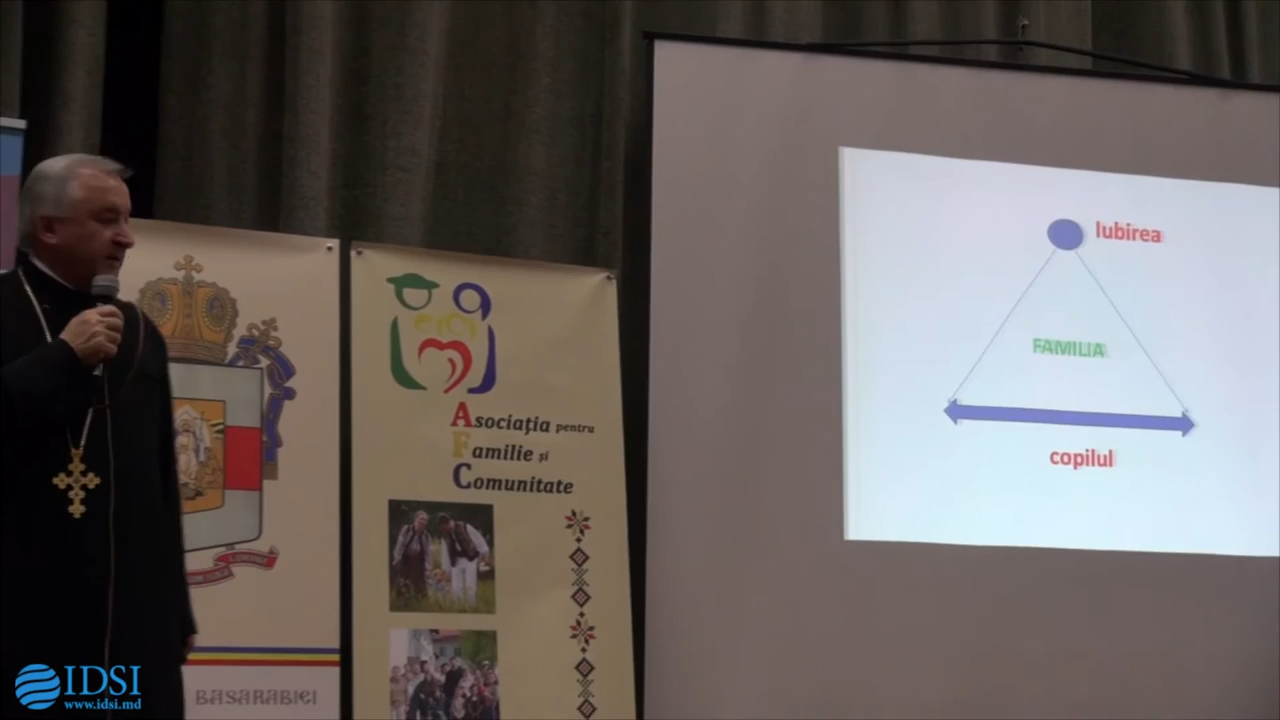 BASARABIEI
Asociația pentru
Familie și
Comunitate
Iubirea
FAMILIA
copilul
IDSI
www.idsi.md